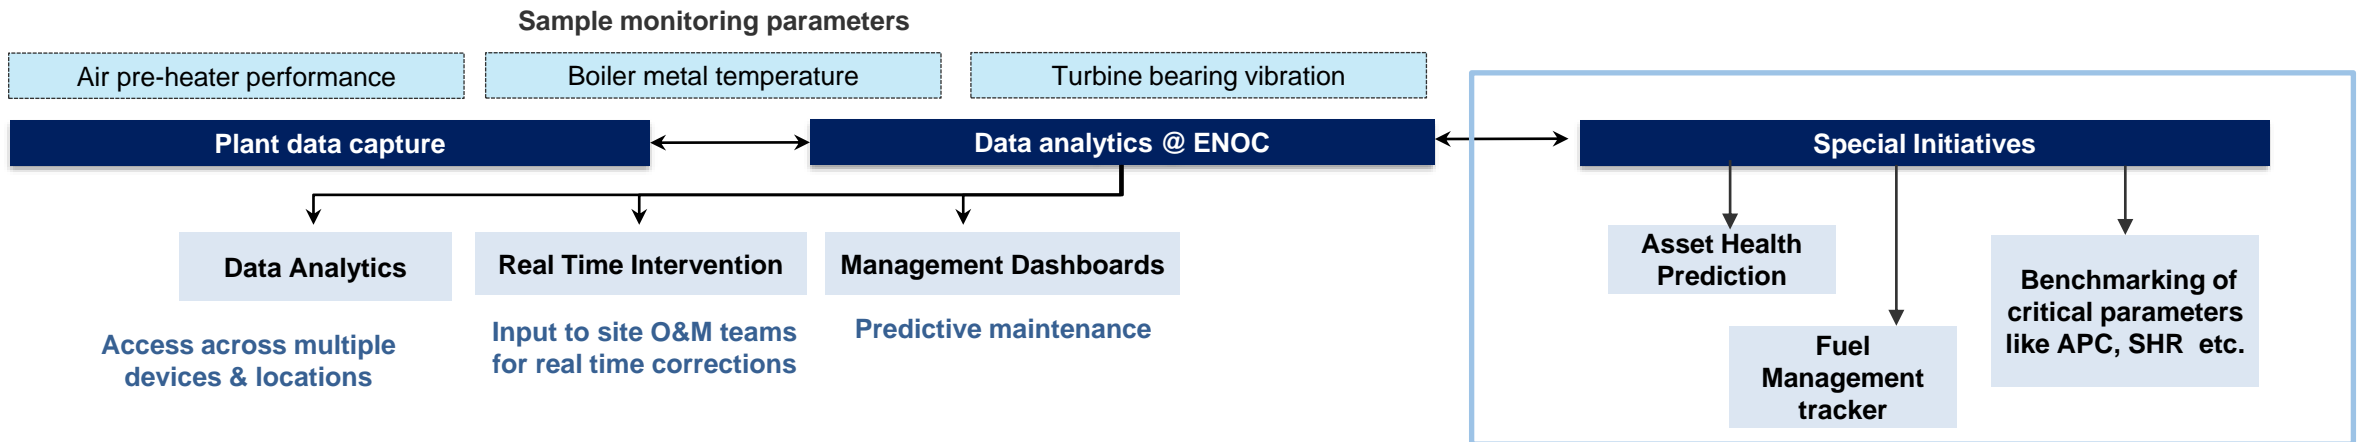 Sample monitoring parameters
Air pre-heater performance
Boiler metal temperature
Turbine bearing vibration
Plant data capture
Data analytics @ ENOC
Special Initiatives
Data Analytics
Real Time Intervention
Management Dashboards
Access across multiple
devices & locations
Input to site O&M teams
for real time corrections
Predictive maintenance
Asset Health
Prediction
Fuel
Management
tracker
Benchmarking of
critical parameters
like APC, SHR etc.